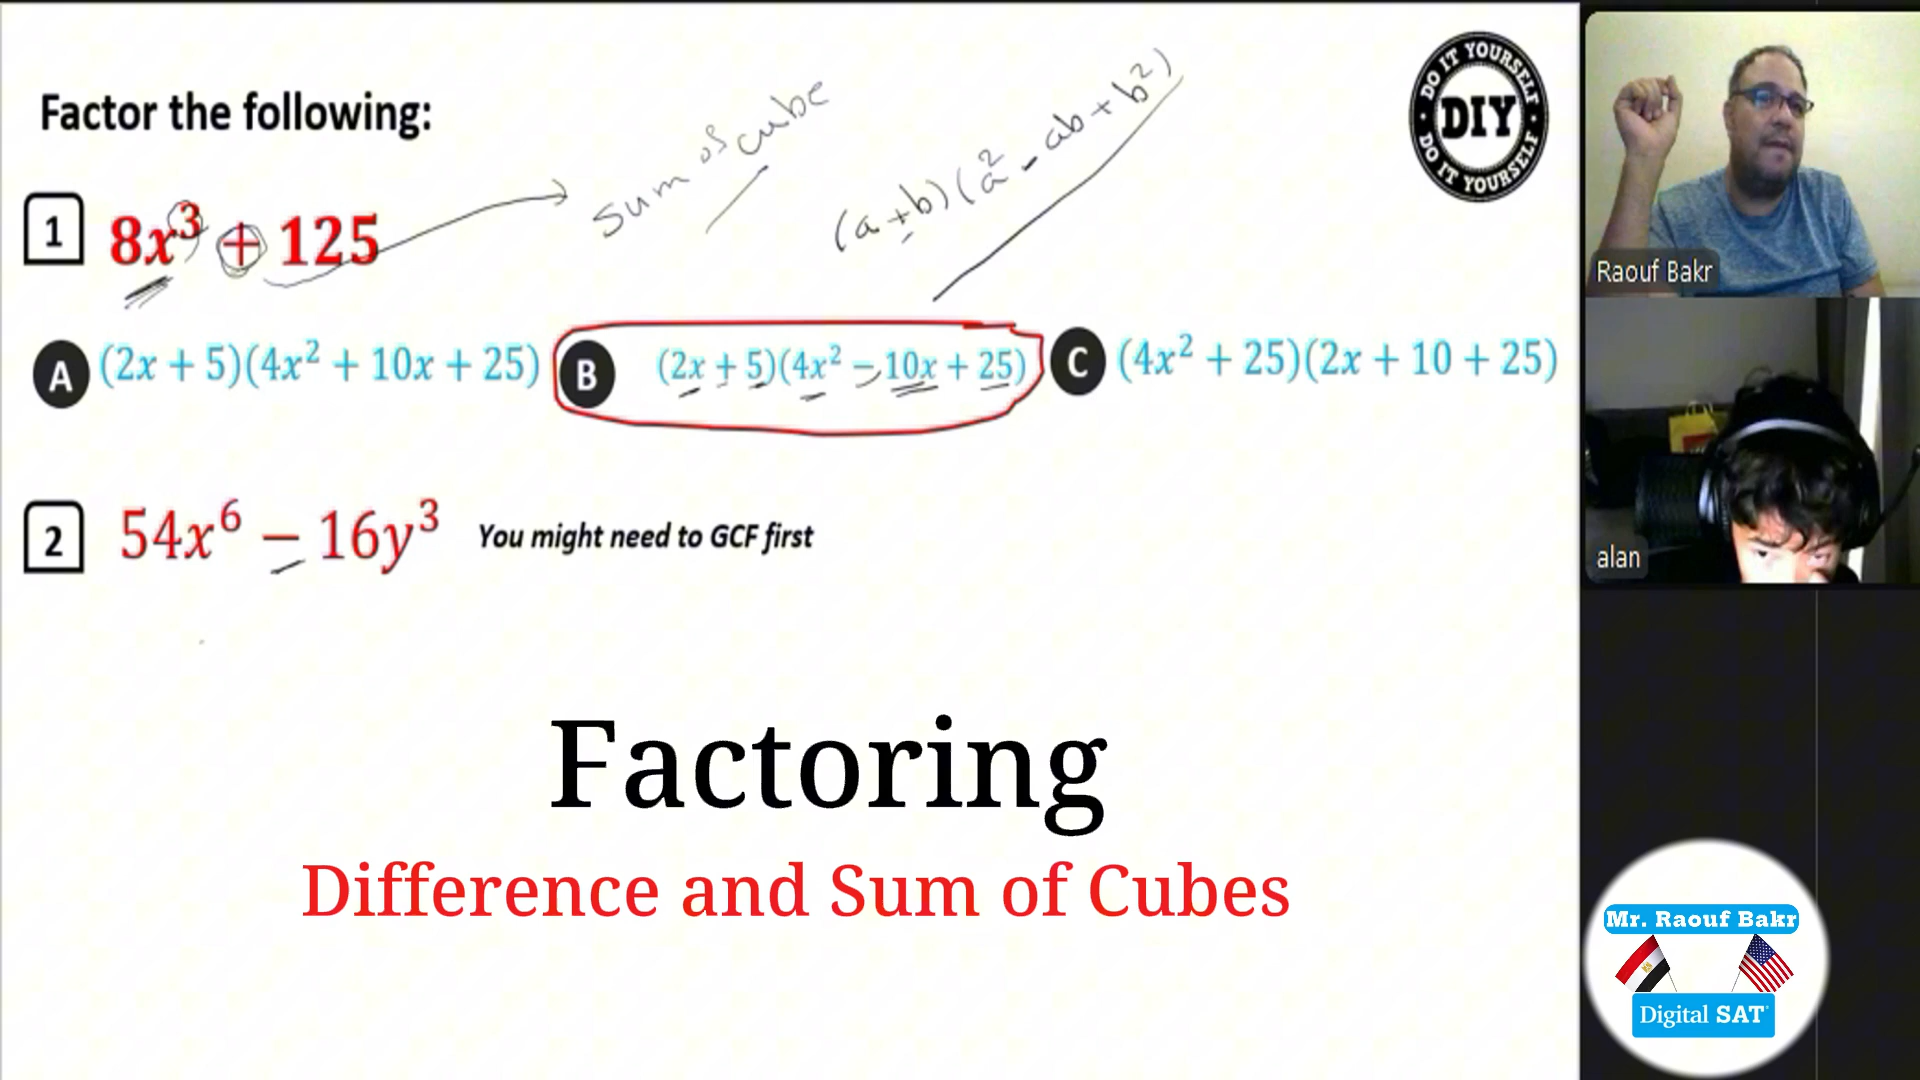 Factor the following:
sum of cube
(a+b)(a² - ab + b²)
DO IT YOURSELF
DIY
DO IT YOURSELF
1
8x³ + 125
A (2x + 5)(4x² + 10x + 25)
B (2x + 5)(4x² − 10x + 25)
C (4x² + 25)(2x + 10 + 25)
2
54x⁶ − 16y³ You might need to GCF first
Factoring
Difference and Sum of Cubes
Raouf Bakr
alan
Mr. Raouf Bakr
Digital SAT